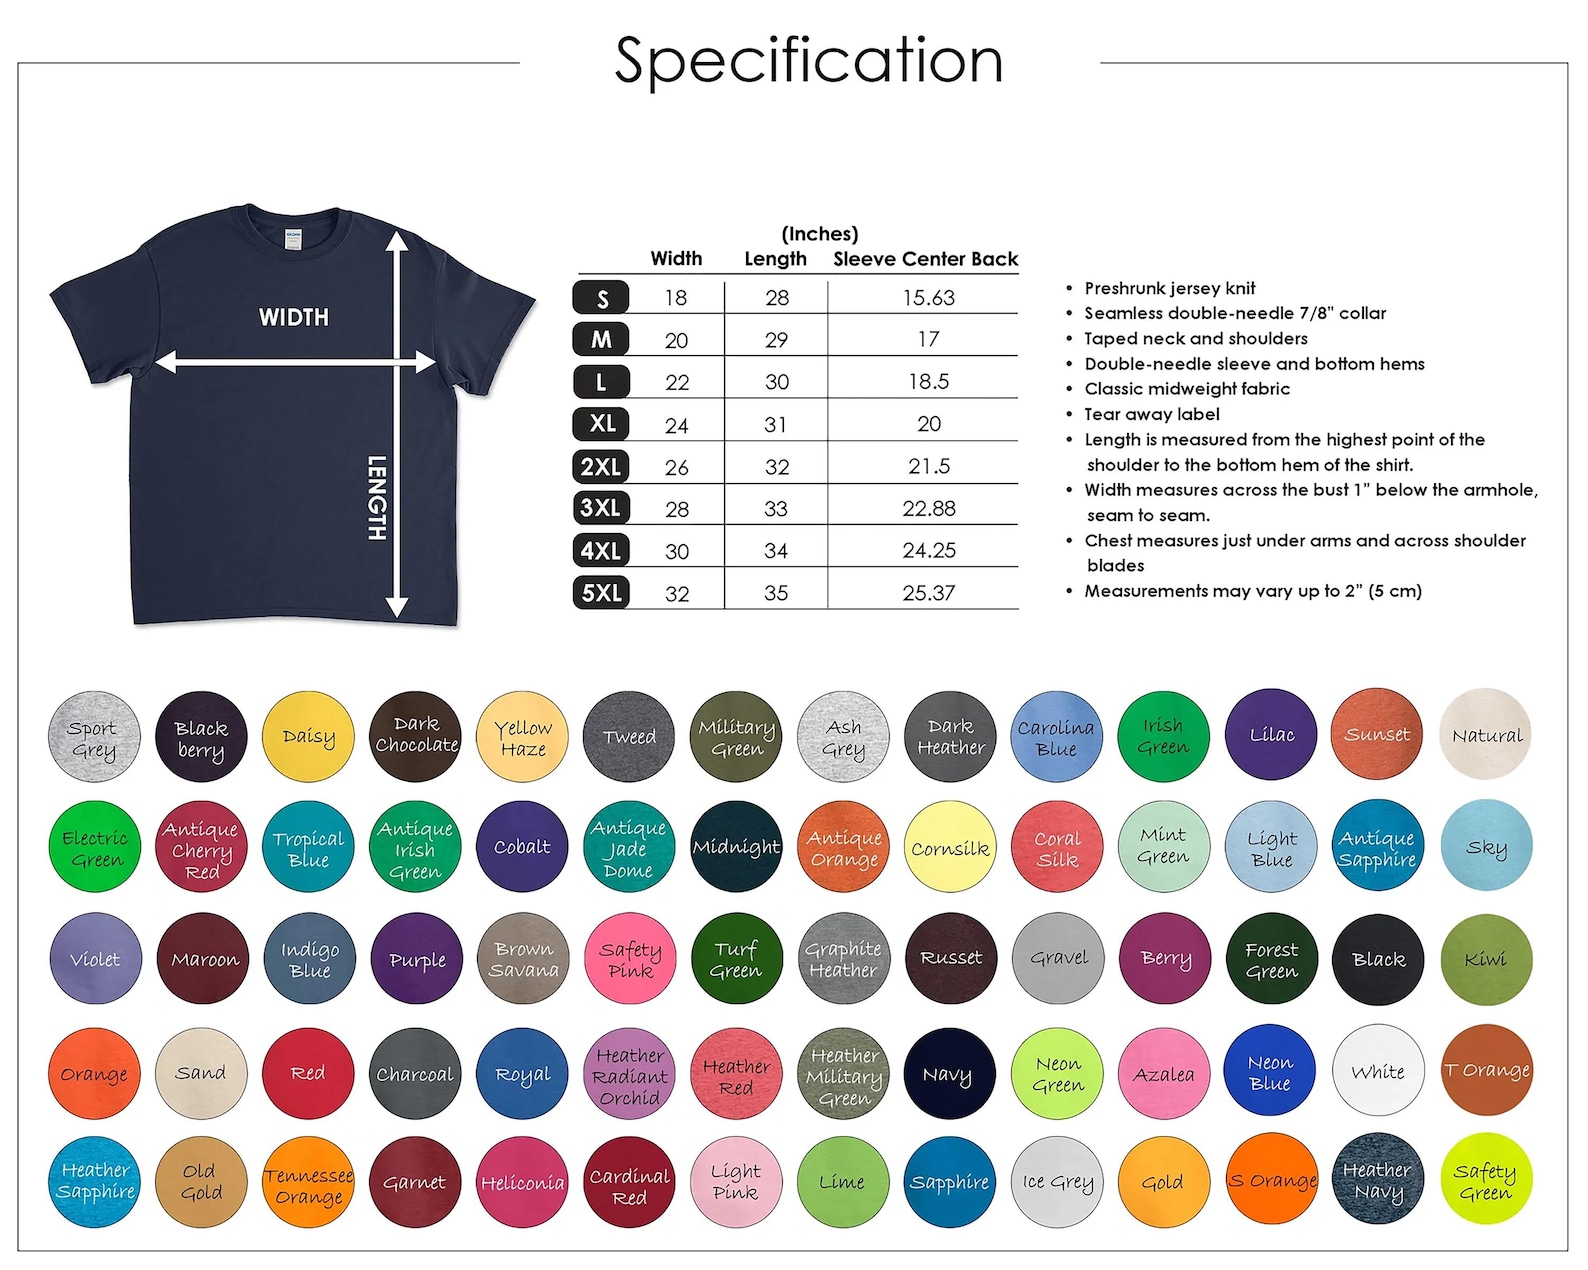 Specification
WIDTH
LENGTH
(Inches)
Width Length Sleeve Center Back
S 18 28 15.63
M 20 29 17
L 22 30 18.5
XL 24 31 20
2XL 26 32 21.5
3XL 28 33 22.88
4XL 30 34 24.25
5XL 32 35 25.37
• Preshrunk jersey knit
• Seamless double-needle 7/8" collar
• Taped neck and shoulders
• Double-needle sleeve and bottom hems
• Classic midweight fabric
• Tear away label
• Length is measured from the highest point of the
shoulder to the bottom hem of the shirt.
• Width measures across the bust 1” below the armhole,
seam to seam.
• Chest measures just under arms and across shoulder
blades
• Measurements may vary up to 2” (5 cm)
Sport
Grey
Black
berry
Daisy
Dark
Chocolate
Yellow
Haze
Tweed
Military
Green
Ash
Grey
Dark
Heather
Carolina
Blue
Irish
Green
Lilac
Sunset
Natural
Electric
Green
Antique
Cherry
Red
Tropical
Blue
Antique
Irish
Green
Cobalt
Antique
Jade
Dome
Midnight
Antique
Orange
Cornsilk
Coral
Silk
Mint
Green
Light
Blue
Antique
Sapphire
Sky
Violet
Maroon
Indigo
Blue
Purple
Brown
Savana
Safety
Pink
Turf
Green
Graphite
Heather
Russet
Gravel
Berry
Forest
Green
Black
Kiwi
Orange
Sand
Red
Charcoal
Royal
Heather
Radiant
Orchid
Heather
Red
Heather
Military
Green
Navy
Neon
Green
Azalea
Neon
Blue
White
T Orange
Heather
Sapphire
Old
Gold
Tennessee
Orange
Garnet
Heliconia
Cardinal
Red
Light
Pink
Lime
Sapphire
Ice Grey
Gold
S Orange
Heather
Navy
Safety
Green